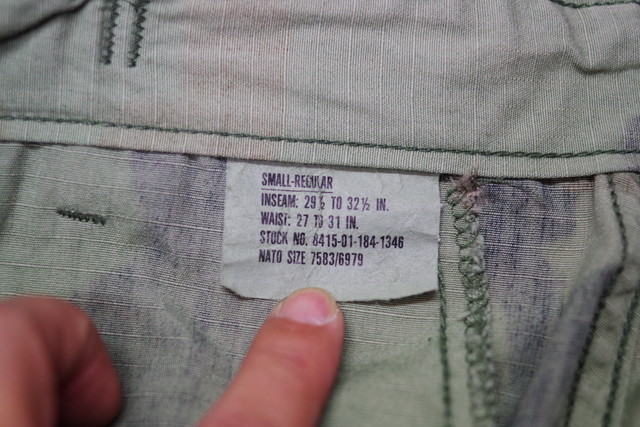 SMALL-REGULAR
INSEAM: 29½ TO 32½ IN.
WAIST: 27 TO 31 IN.
STOCK NO. 8415-01-184-1346
NATO SIZE 7583/6979